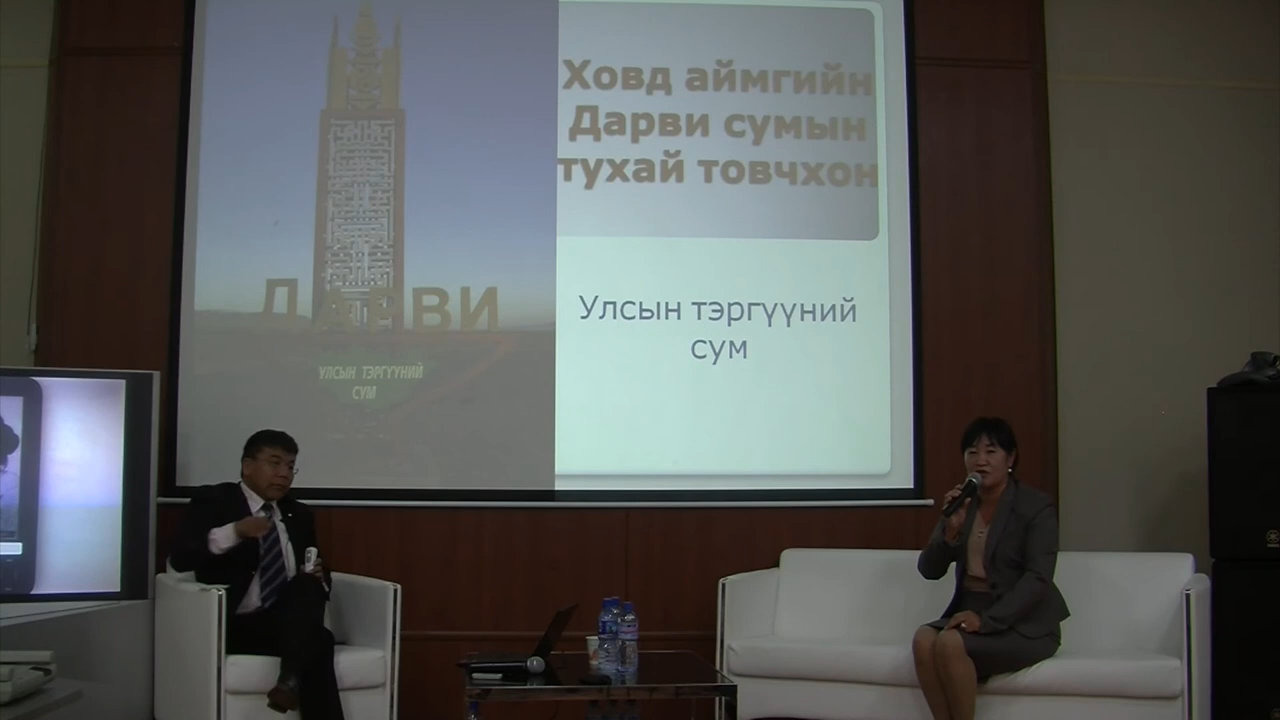 ДАРВИ
УЛСЫН ТЭРГҮҮНИЙ
СУМ
Ховд аймгийн
Дарви сумын
тухай товчхон
Улсын тэргүүний
сум